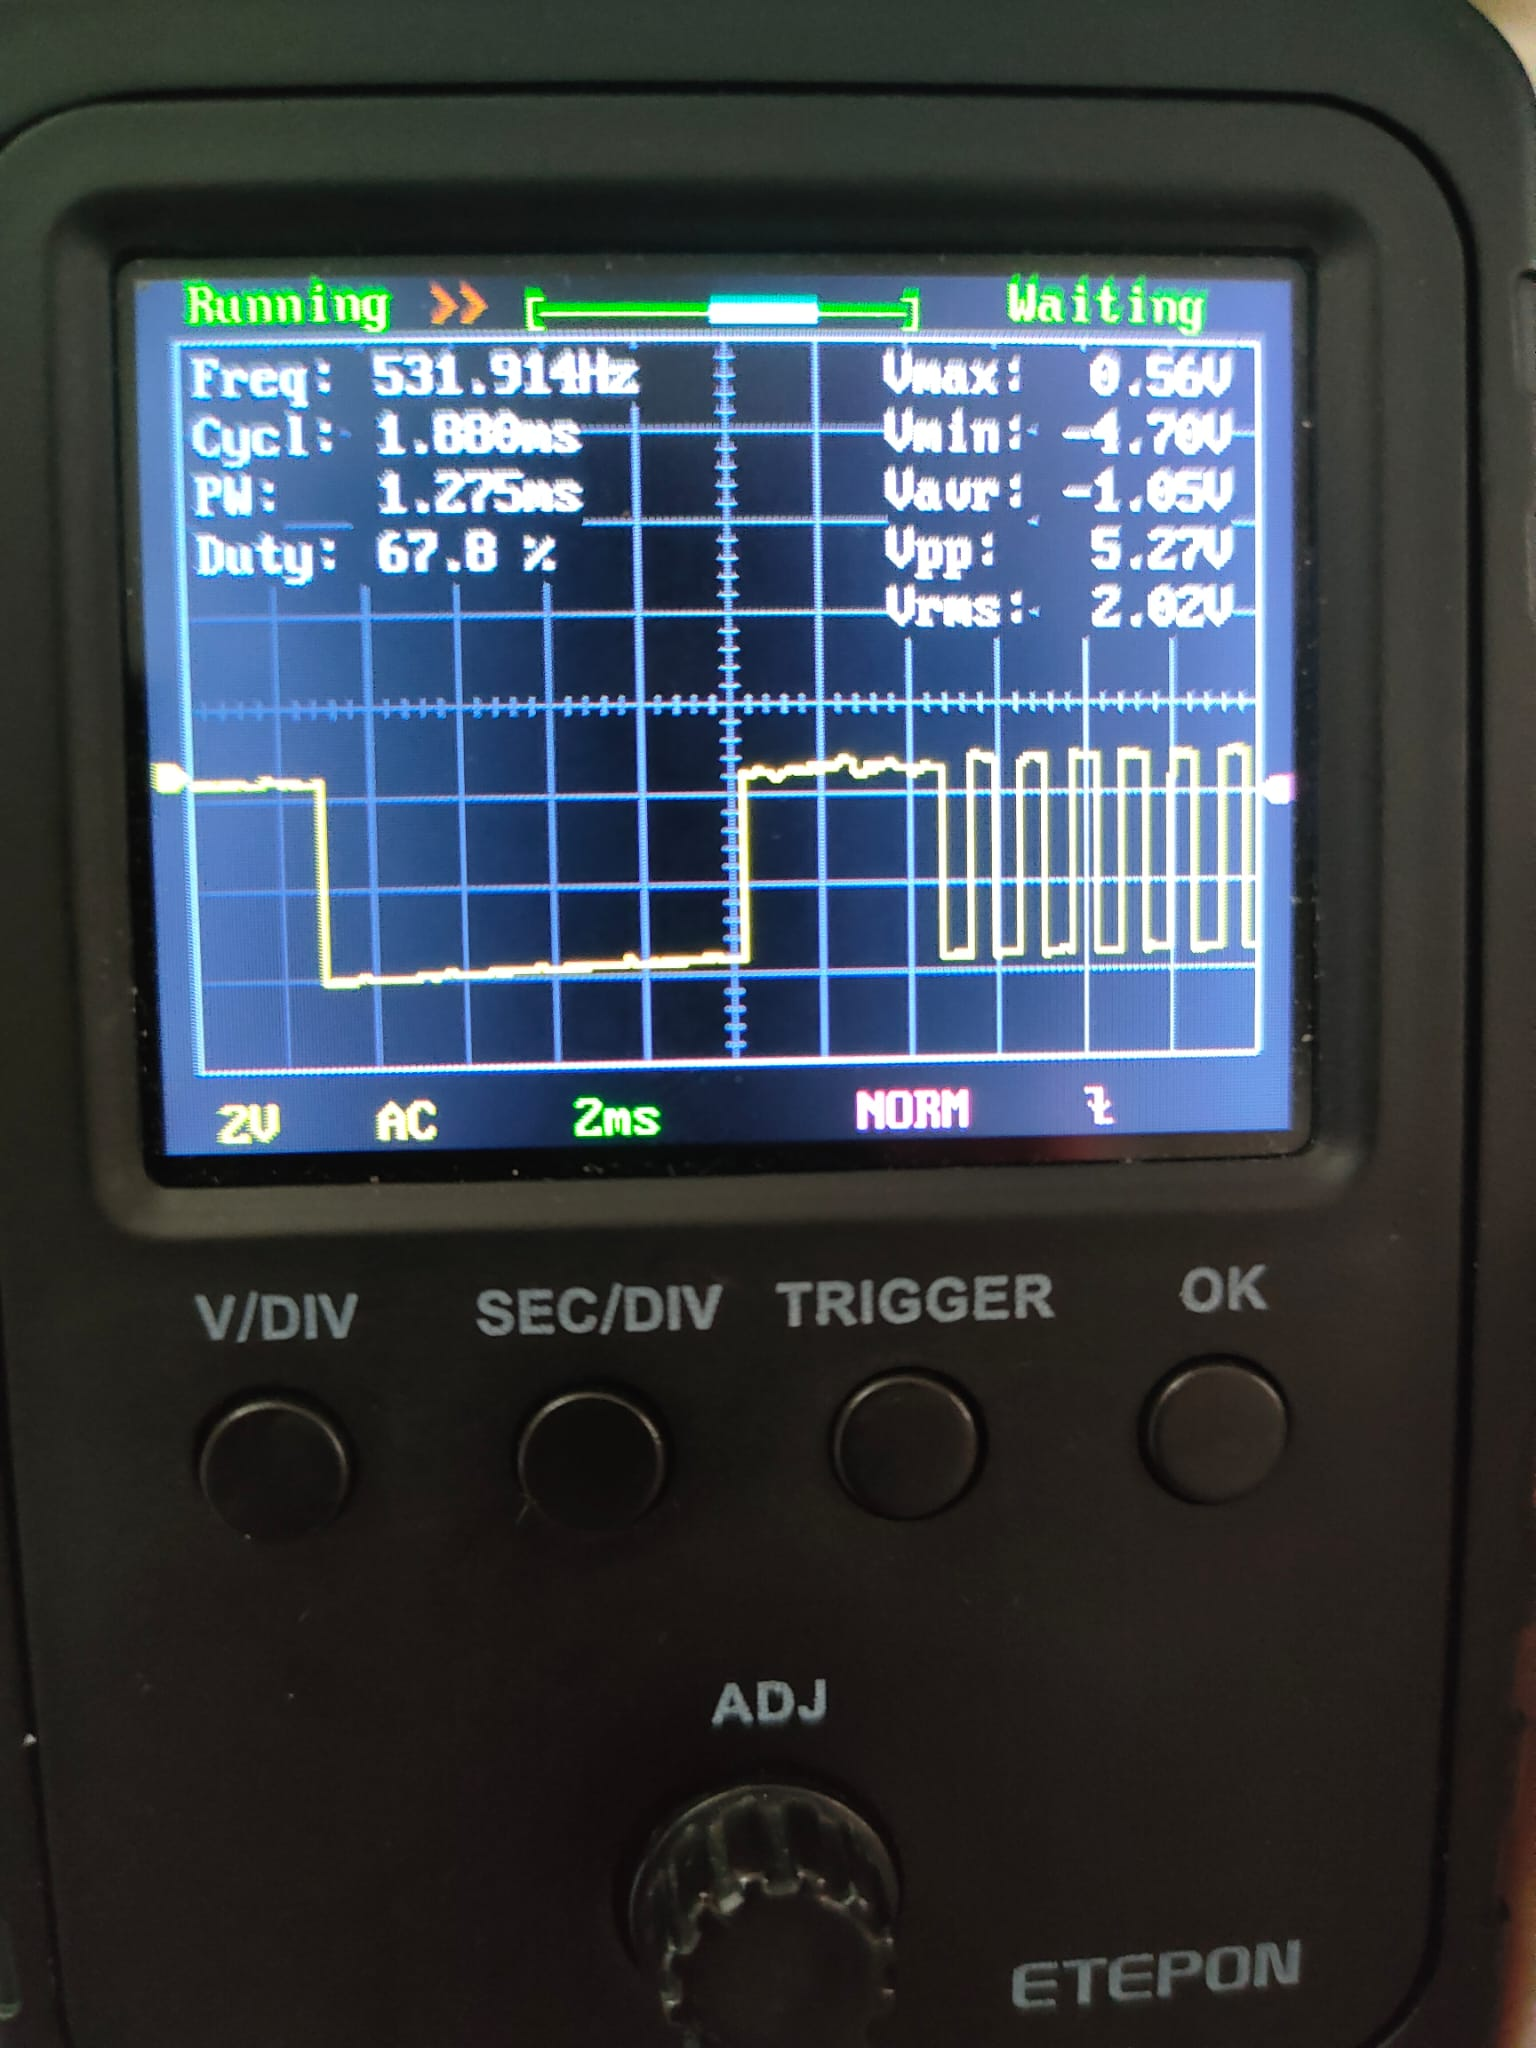 Running >> Waiting
Freq: 531.914Hz Vmax: 0.56V
Cycl: 1.880ms Vmin: -4.70V
PW: 1.275ms Vavr: -1.05V
Duty: 67.8 % Vpp: 5.27V
Vrms: 2.02V
2V AC 2ms NORM
V/DIV SEC/DIV TRIGGER OK
ADJ
ETEPON